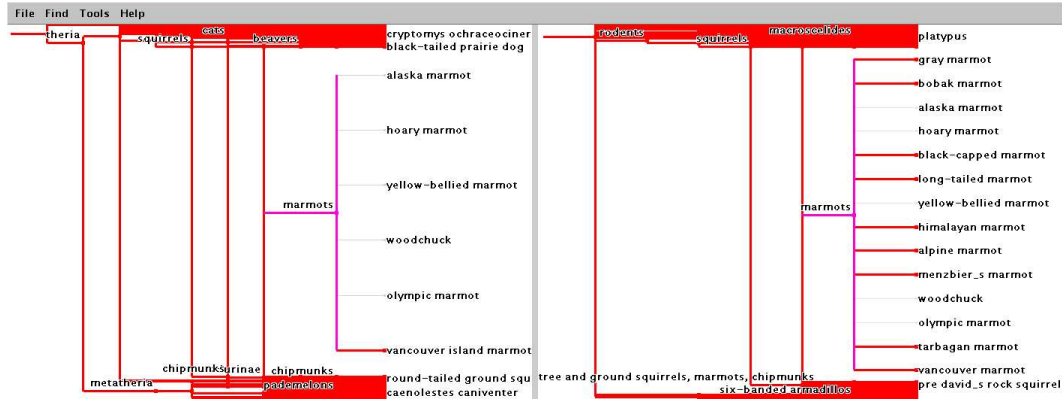 File Find Tools Help
cats
theria
squirrels
beavers
cryptomys ochraceociner
black-tailed prairie dog
alaska marmot
hoary marmot
yellow-bellied marmot
marmots
woodchuck
olympic marmot
vancouver island marmot
chipmunks
urinae
chipmunks
metatheria
pademelons
round-tailed ground squ
caenolestes caniventer
rodents
macroscelides
squirrels
platypus
gray marmot
bobak marmot
alaska marmot
hoary marmot
black-capped marmot
long-tailed marmot
yellow-bellied marmot
marmots
himalayan marmot
alpine marmot
menzbier_s marmot
woodchuck
olympic marmot
tarbagan marmot
vancouver marmot
tree and ground squirrels, marmots, chipmunks
six-banded armadillos
pre david_s rock squirrel